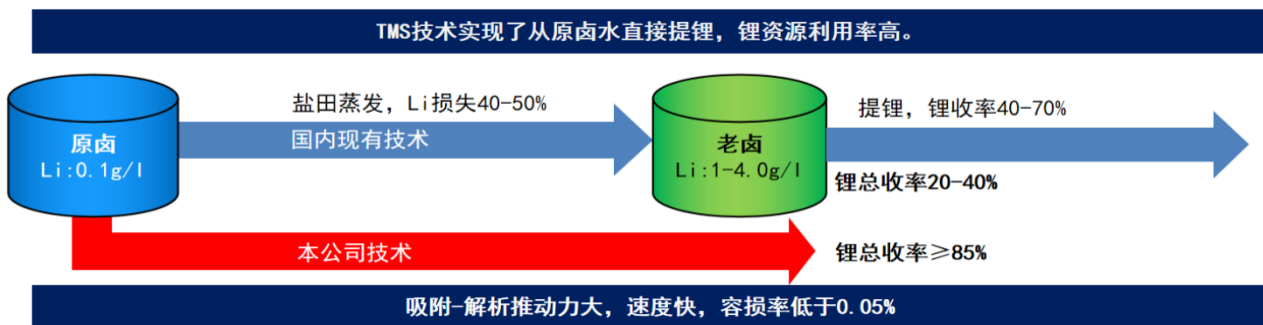 TMS技术实现了从原卤水直接提锂，锂资源利用率高。
盐田蒸发，Li损失40-50%
提锂，锂收率40-70%
原卤
Li:0.1g/l
国内现有技术
老卤
Li:1-4.0g/l
锂总收率20-40%
本公司技术
锂总收率≥85%
吸附-解析推动力大，速度快，容损率低于0.05%